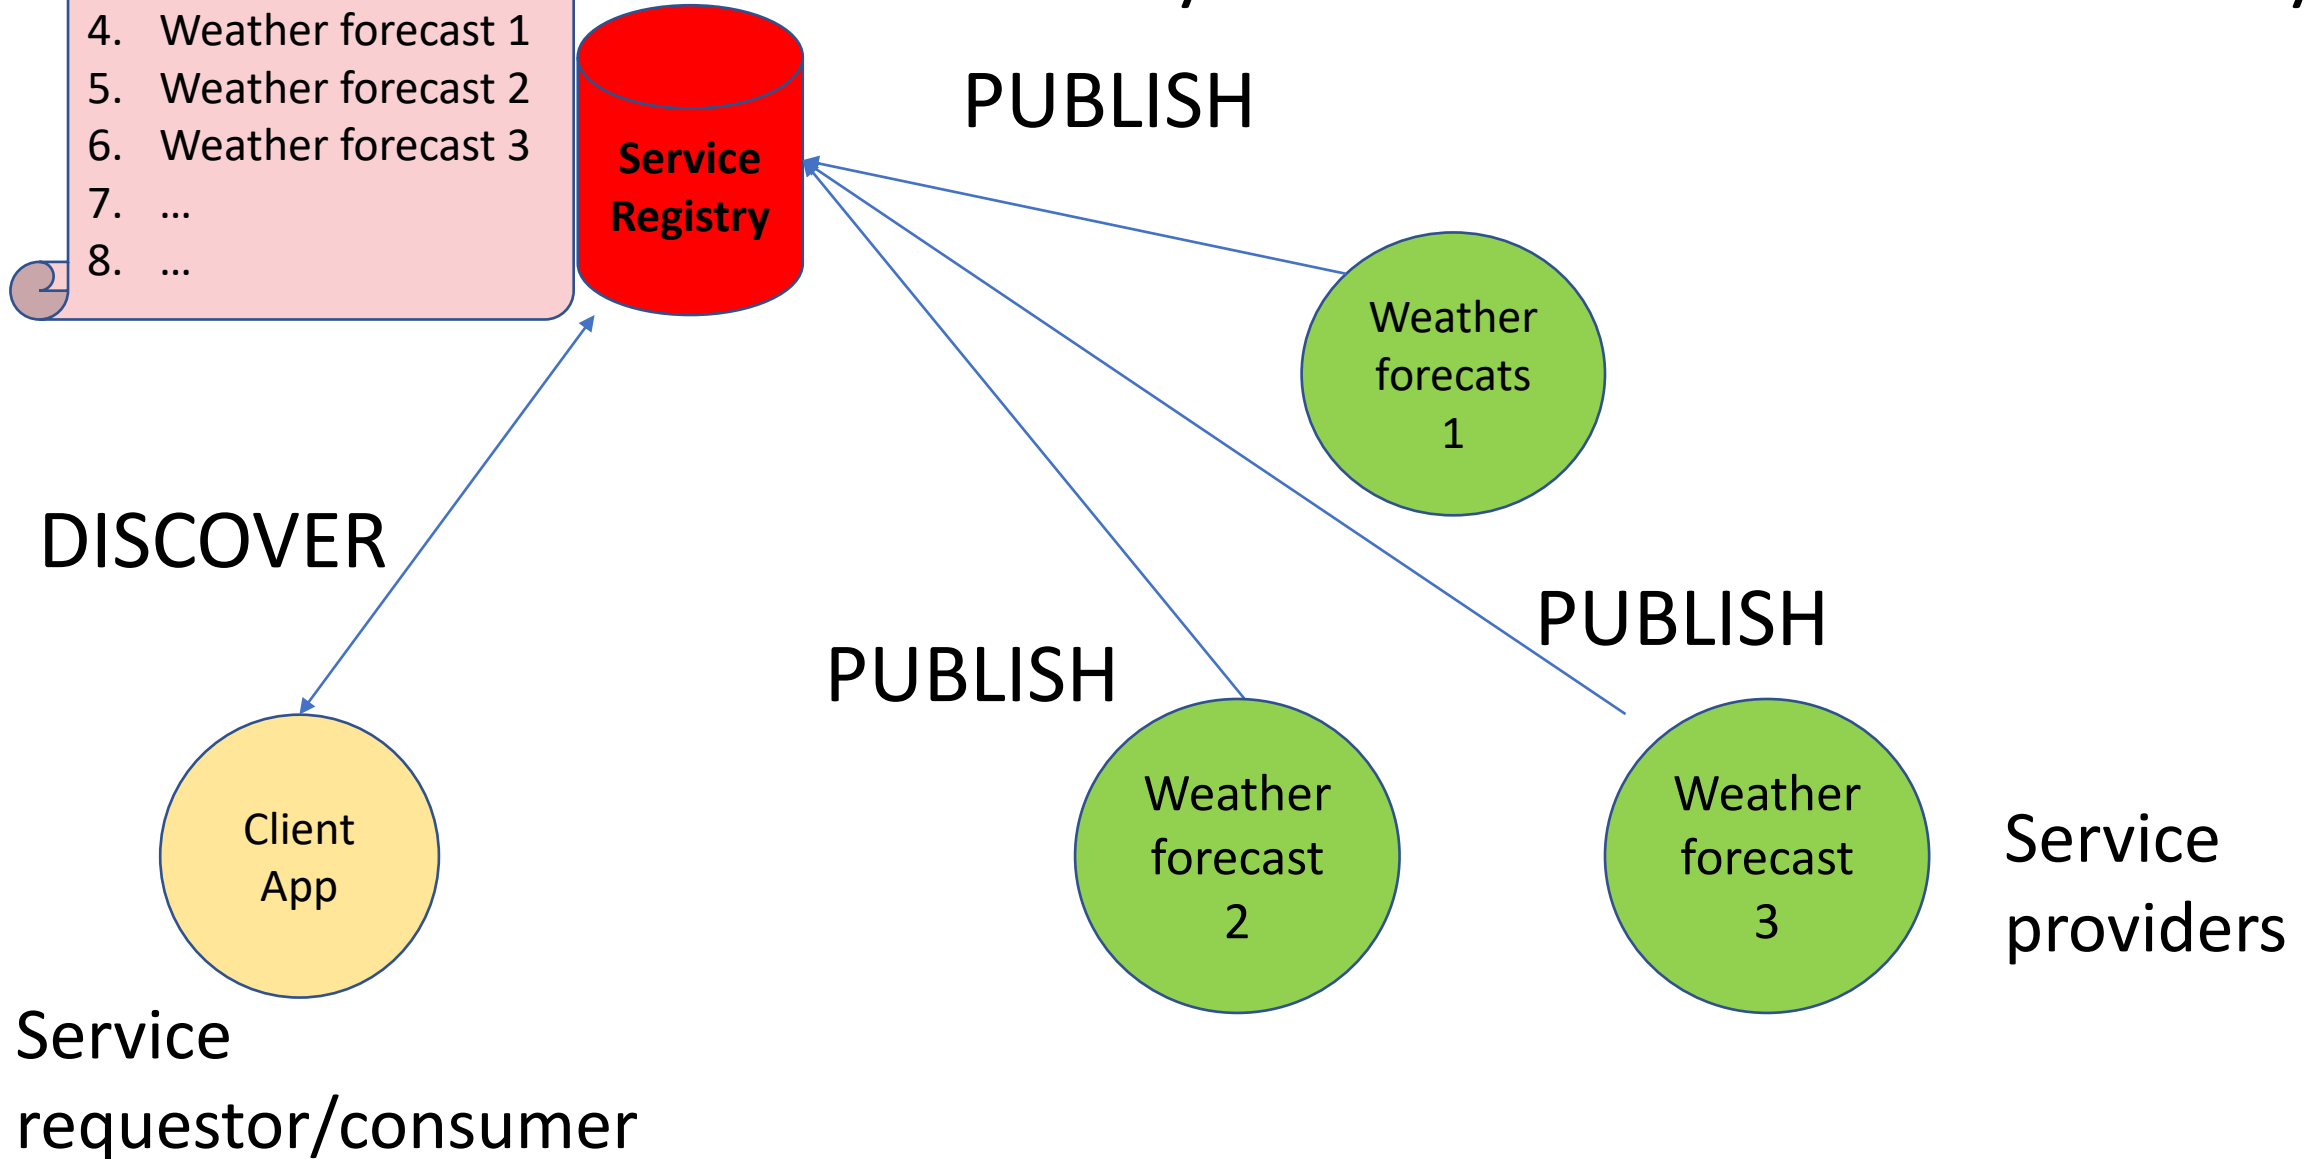 4. Weather forecast 1
5. Weather forecast 2
6. Weather forecast 3
7. ...
8. ...
Service
Registry
PUBLISH
Weather
forecats
1
DISCOVER
PUBLISH
PUBLISH
Client
App
Weather
forecast
2
Weather
forecast
3
Service
providers
Service
requestor/consumer